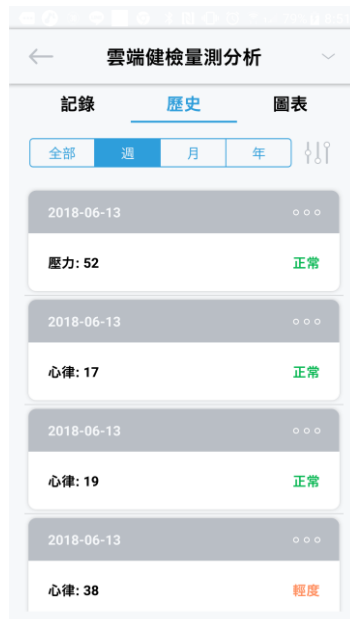 雲端健檢量測分析
記錄 歷史 圖表
全部 週 月 年
2018-06-13
壓力: 52 正常
2018-06-13
心律: 17 正常
2018-06-13
心律: 19 正常
2018-06-13
心律: 38 輕度